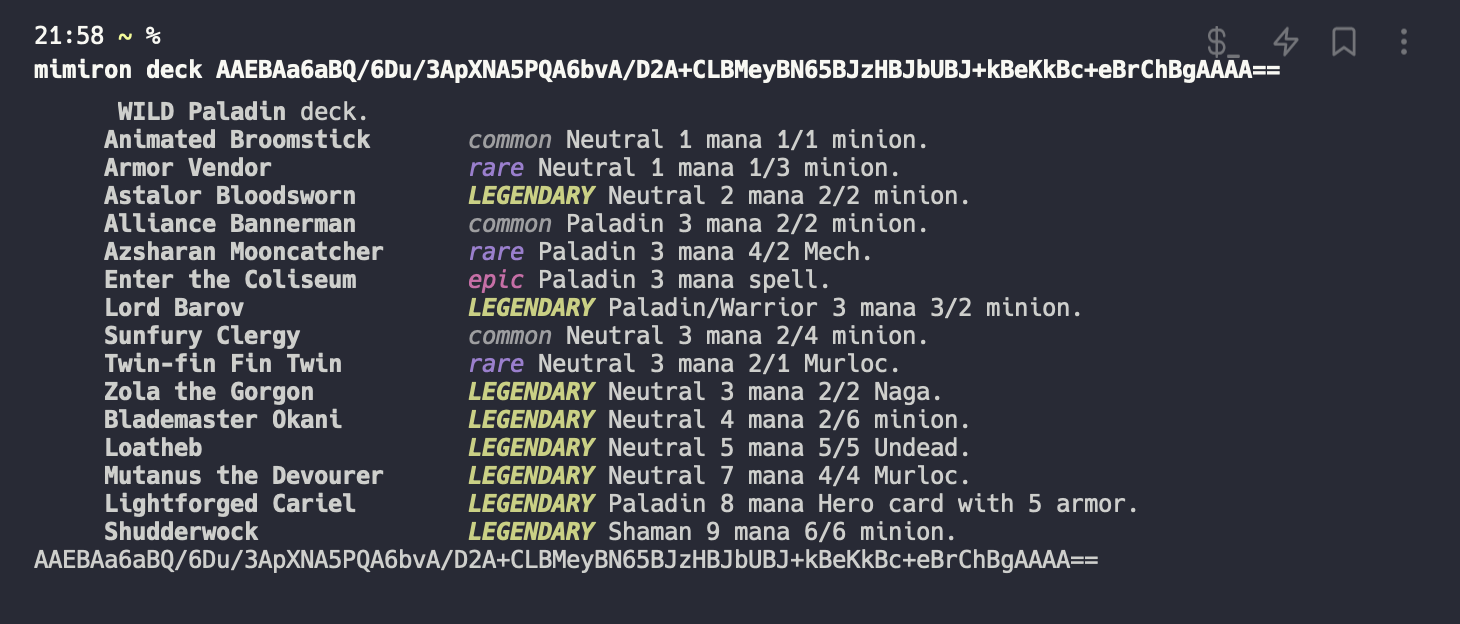 21:58 ~ %
$_
mimiron deck AAEBAa6aBQ/6Du/3ApXNA5PQA6bvA/D2A+CLBMeyBN65BJzHBJbUBJ+kBeKkBc+eBrChBgAAAA==
WILD Paladin deck.
Animated Broomstick common Neutral 1 mana 1/1 minion.
Armor Vendor rare Neutral 1 mana 1/3 minion.
Astalor Bloodsworn LEGENDARY Neutral 2 mana 2/2 minion.
Alliance Bannerman common Paladin 3 mana 2/2 minion.
Azsharan Mooncatcher rare Paladin 3 mana 4/2 Mech.
Enter the Coliseum epic Paladin 3 mana spell.
Lord Barov LEGENDARY Paladin/Warrior 3 mana 3/2 minion.
Sunfury Clergy common Neutral 3 mana 2/4 minion.
Twin-fin Fin Twin rare Neutral 3 mana 2/1 Murloc.
Zola the Gorgon LEGENDARY Neutral 3 mana 2/2 Naga.
Blademaster Okani LEGENDARY Neutral 4 mana 2/6 minion.
Loatheb LEGENDARY Neutral 5 mana 5/5 Undead.
Mutanus the Devourer LEGENDARY Neutral 7 mana 4/4 Murloc.
Lightforged Cariel LEGENDARY Paladin 8 mana Hero card with 5 armor.
Shudderwock LEGENDARY Shaman 9 mana 6/6 minion.
AAEBAa6aBQ/6Du/3ApXNA5PQA6bvA/D2A+CLBMeyBN65BJzHBJbUBJ+kBeKkBc+eBrChBgAAAA==